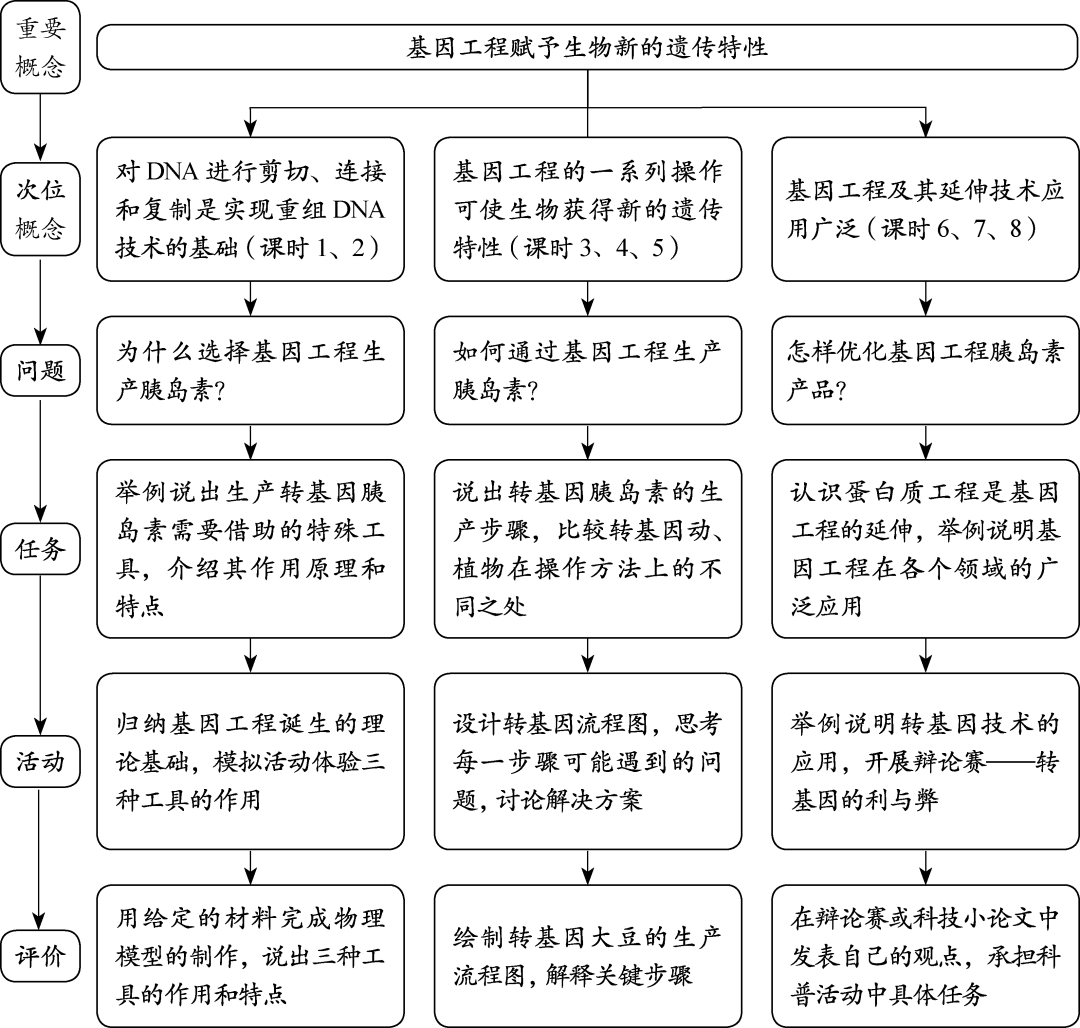 重要
概念
基因工程赋予生物新的遗传特性
次位
概念
对DNA进行剪切、连接
和复制是实现重组DNA
技术的基础(课时1、2)
基因工程的一系列操作
可使生物获得新的遗传
特性(课时3、4、5)
基因工程及其延伸技术应
用广泛(课时6、7、8)
问题
为什么选择基因工程生
产胰岛素?
如何通过基因工程生产
胰岛素?
怎样优化基因工程胰岛素
产品?
任务
举例说出生产转基因胰
岛素需要借助的特殊工
具，介绍其作用原理和
特点
说出转基因胰岛素的生
产步骤，比较转基因动、
植物在操作方法上的不
同之处
认识蛋白质工程是基因
工程的延伸，举例说明基
因工程在各个领域的广
泛应用
活动
归纳基因工程诞生的理
论基础，模拟活动体验三
种工具的作用
设计转基因流程图，思考
每一步骤可能遇到的问
题，讨论解决方案
举例说明转基因技术的
应用，开展辩论赛——转
基因的利与弊
评价
用给定的材料完成物理
模型的制作，说出三种工
具的作用和特点
绘制转基因大豆的生产
流程图，解释关键步骤
在辩论赛或科技小论文中
发表自己的观点，承担科
普活动中具体任务